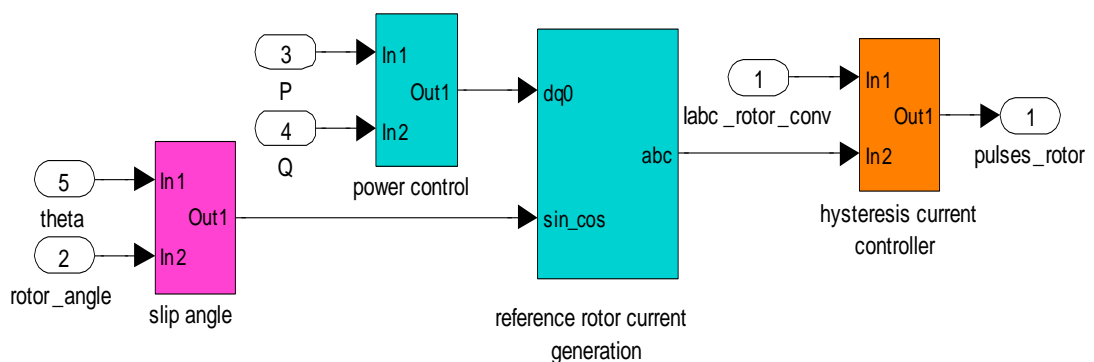 3
P
4
Q
In1
In2
Out1
power control
5
theta
2
rotor_angle
In1
In2
Out1
slip angle
dq0
sin_cos
abc
reference rotor current
generation
1
Iabc_rotor_conv
In1
In2
Out1
hysteresis current
controller
1
pulses_rotor